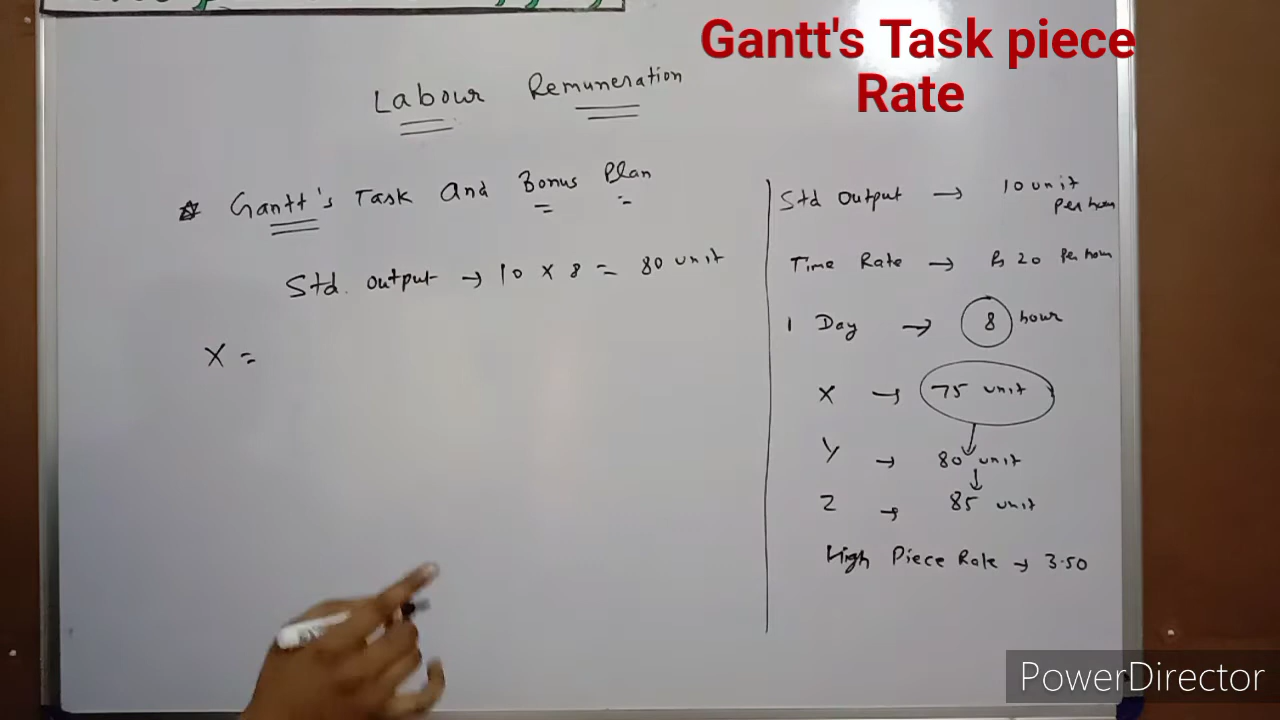 Gantt's Task piece
Rate
Labour Remuneration
Gantt's Task And Bonus Plan
Std. output → 10 x 8 = 80 unit
X =
Std Output → 10 unit
Per hour
Time Rate → Rs 20 Per hour
1 Day → 8 hour
X → 75 unit
Y → 80 unit
Z → 85 unit
High Piece Rate → 3.50
PowerDirector